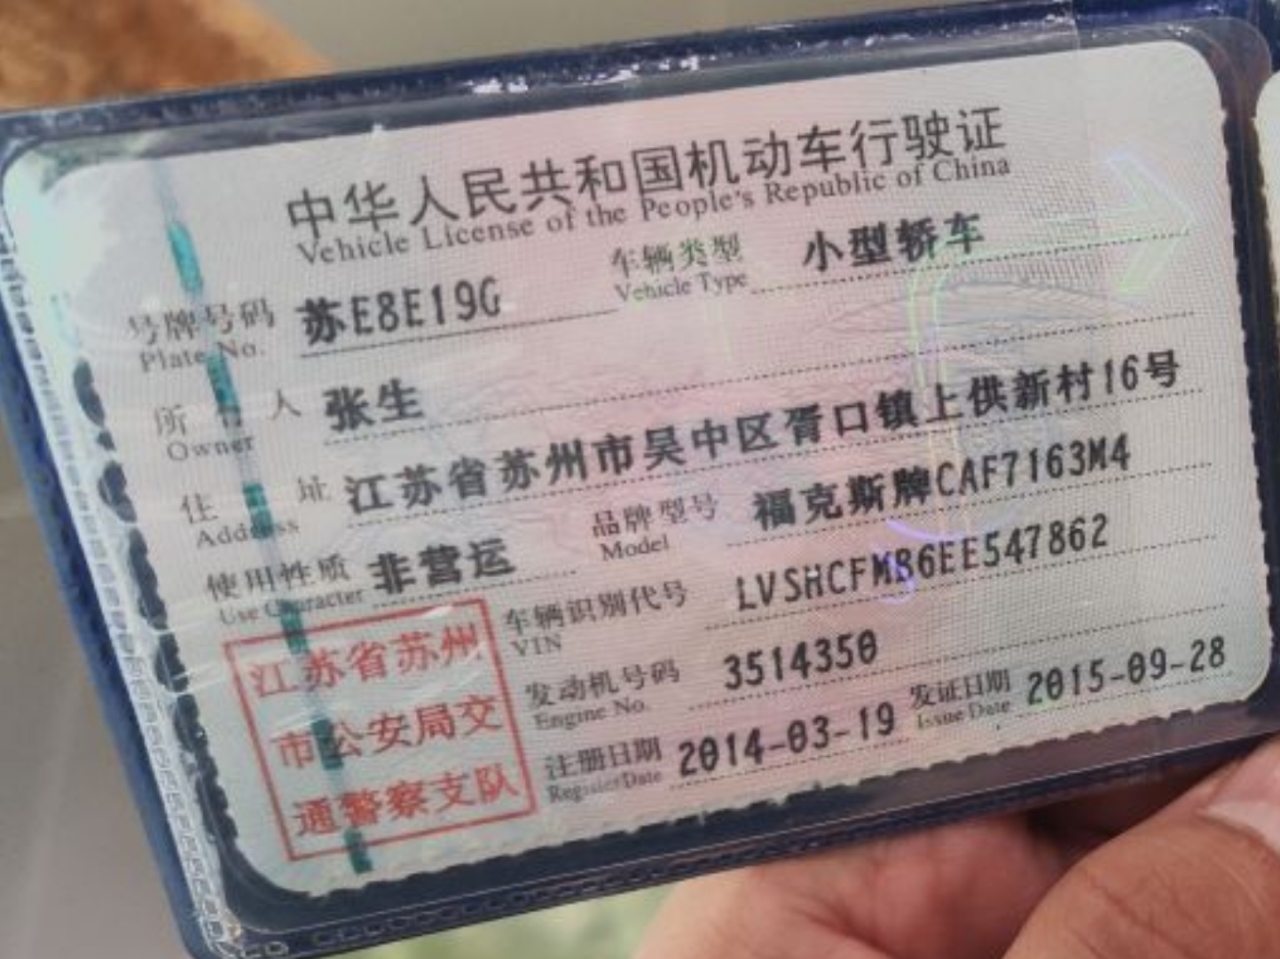 中华人民共和国机动车行驶证
Vehicle License of the People's Republic of China
号牌号码 苏E8E19G 车辆类型 小型轿车
Plate No. Vehicle Type
所有人 张生
Owner
住址 江苏省苏州市吴中区胥口镇上供新村16号
Address
使用性质 非营运 品牌型号 福克斯牌CAF7163M4
Use Character Model
车辆识别代号 LVSHCFMB6EE547862
VIN
发动机号码 3514350
Engine No.
注册日期 2014-03-19 发证日期 2015-09-28
Register Date Issue Date
江苏省苏州
市公安局交
通警察支队